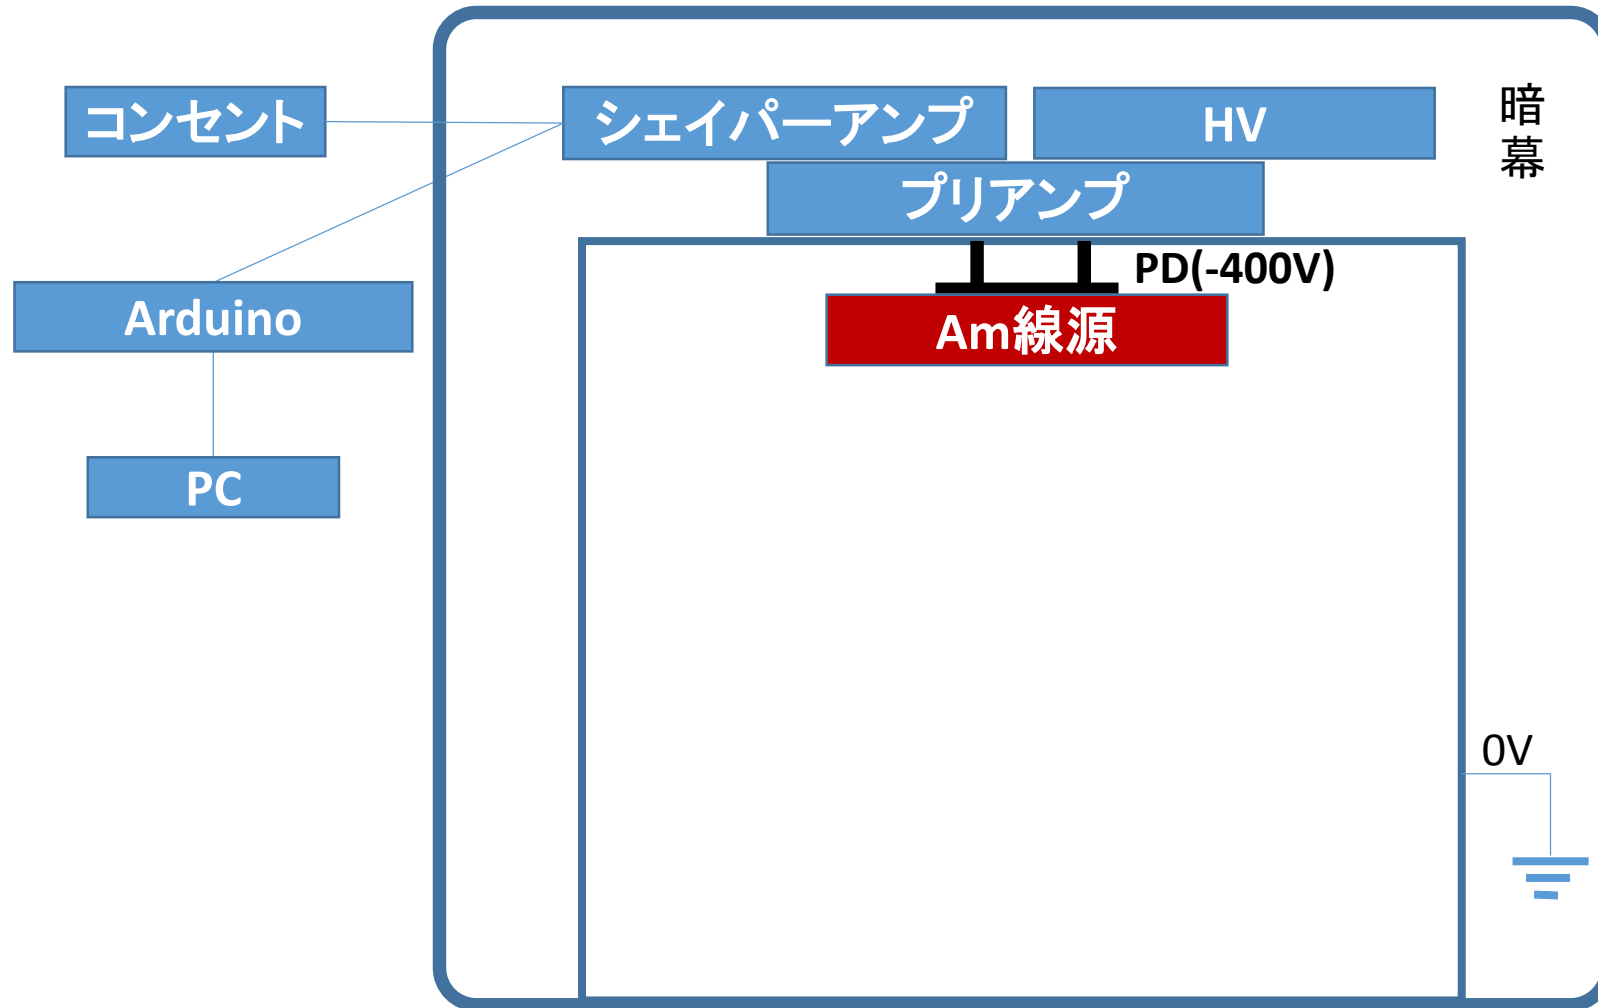 コンセント
シェイパーアンプ
HV
暗幕
プリアンプ
PD(-400V)
Arduino
Am線源
PC
0V